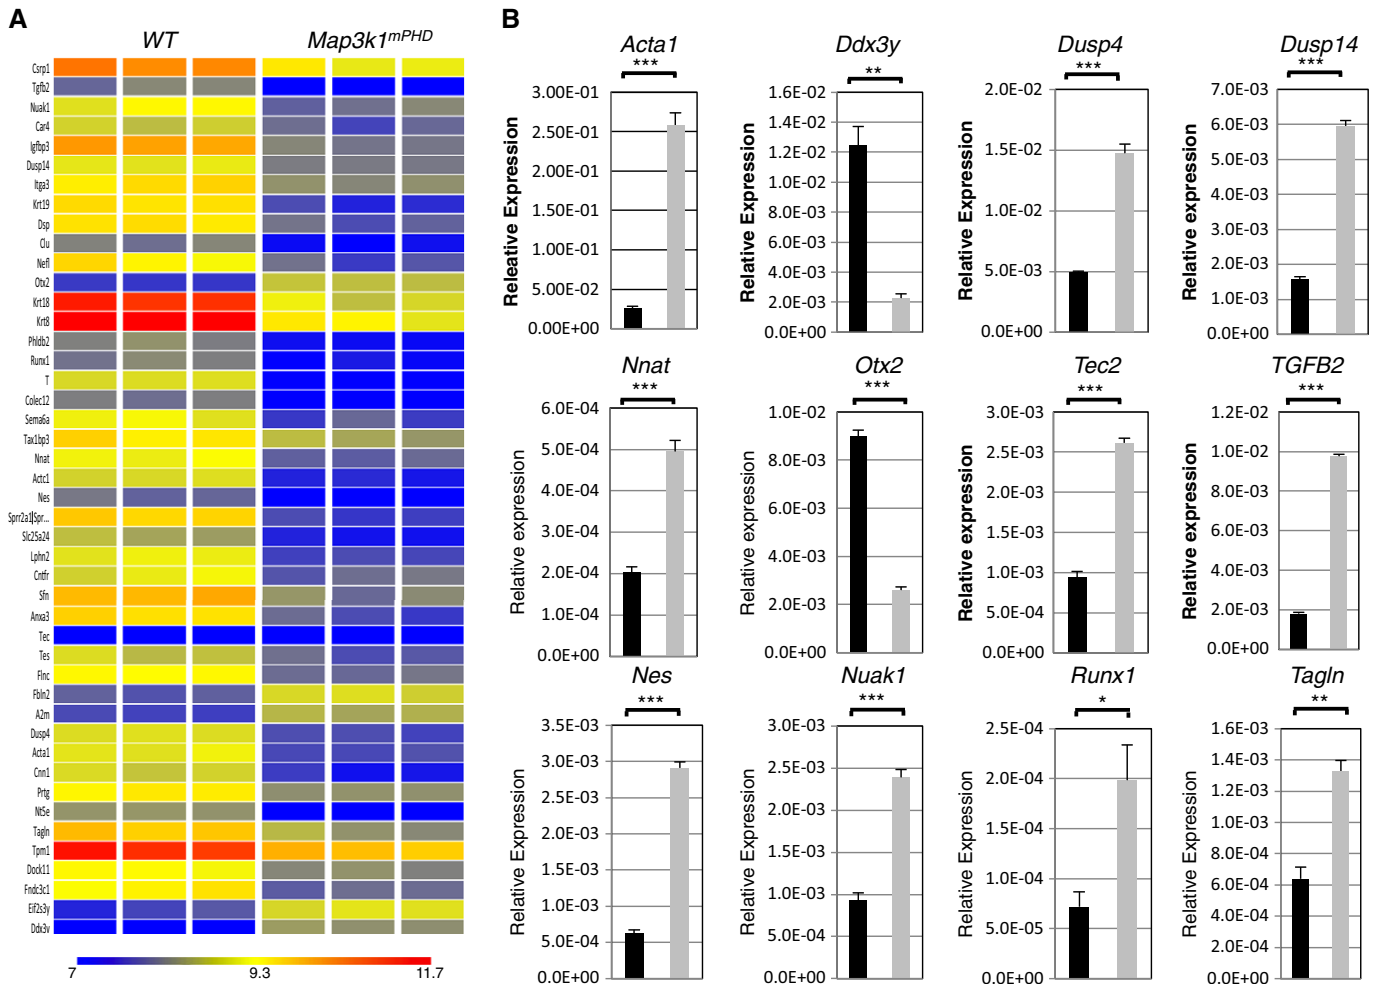 A
WT
Map3k1mPHD
Csrp1
Tgfb2
Nuak1
Car4
Igfbp3
Dusp14
Itga3
Krt19
Dsp
Clu
Nefl
Otx2
Krt18
Krt8
Phldb2
Runx1
T
Colec12
Sema6a
Tax1bp3
Nnat
Actc1
Nes
Sprr2a1|Spr...
Slc25a24
Lphn2
Cntfr
Sfn
Anxa3
Tec
Tes
Flnc
Fbln2
A2m
Dusp4
Acta1
Cnn1
Prtg
Nt5e
Tagln
Tpm1
Dock11
Fndc3c1
Eif2s3y
Ddx3y
7
9.3
11.7
B
Acta1
***
Releative Expression
3.00E-01
2.50E-01
2.00E-01
1.50E-01
1.00E-01
5.00E-02
0.00E+00
Ddx3y
**
Relative Expression
1.6E-02
1.4E-02
1.2E-02
1.0E-02
8.0E-03
6.0E-03
4.0E-03
2.0E-03
0.0E+00
Dusp4
***
Relative Expression
2.0E-02
1.5E-02
1.0E-02
5.0E-03
0.0E+00
Dusp14
***
Relative expression
7.0E-03
6.0E-03
5.0E-03
4.0E-03
3.0E-03
2.0E-03
1.0E-03
0.0E+00
Nnat
***
Relative expression
6.0E-04
5.0E-04
4.0E-04
3.0E-04
2.0E-04
1.0E-04
0.0E+00
Otx2
***
Relative expression
1.0E-02
8.0E-03
6.0E-03
4.0E-03
2.0E-03
0.0E+00
Tec2
***
Relative expression
3.0E-03
2.5E-03
2.0E-03
1.5E-03
1.0E-03
5.0E-04
0.0E+00
TGFB2
***
Relative expression
1.2E-02
1.0E-02
8.0E-03
6.0E-03
4.0E-03
2.0E-03
0.0E+00
Nes
***
Relative Expression
3.5E-03
3.0E-03
2.5E-03
2.0E-03
1.5E-03
1.0E-03
5.0E-04
0.0E+00
Nuak1
***
Relative Expression
3.0E-03
2.5E-03
2.0E-03
1.5E-03
1.0E-03
5.0E-04
0.0E+00
Runx1
*
Relative Expression
2.5E-04
2.0E-04
1.5E-04
1.0E-04
5.0E-05
0.0E+00
Tagln
**
Relative Expression
1.6E-03
1.4E-03
1.2E-03
1.0E-03
8.0E-04
6.0E-04
4.0E-04
2.0E-04
0.0E+00